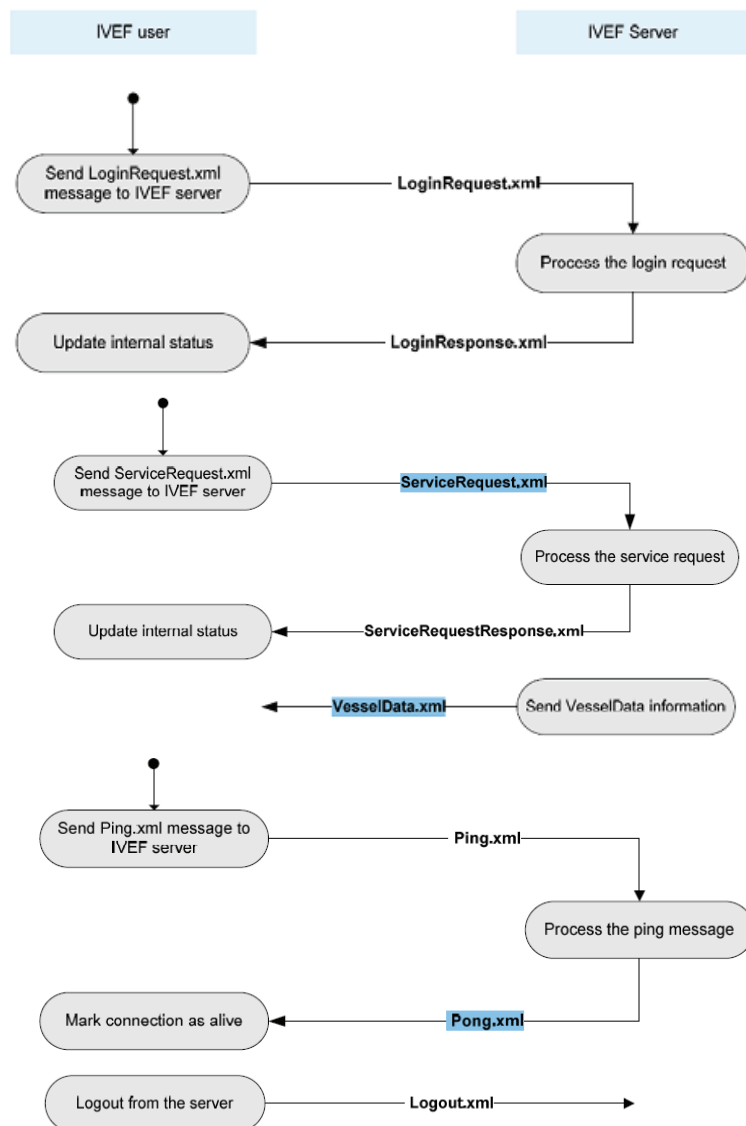 IVEF user
IVEF Server
Send LoginRequest.xml
message to IVEF server
LoginRequest.xml
Process the login request
Update internal status
LoginResponse.xml
Send ServiceRequest.xml
message to IVEF server
ServiceRequest.xml
Process the service request
Update internal status
ServiceRequestResponse.xml
VesselData.xml
Send VesselData information
Send Ping.xml message to
IVEF server
Ping.xml
Process the ping message
Mark connection as alive
Pong.xml
Logout from the server
Logout.xml